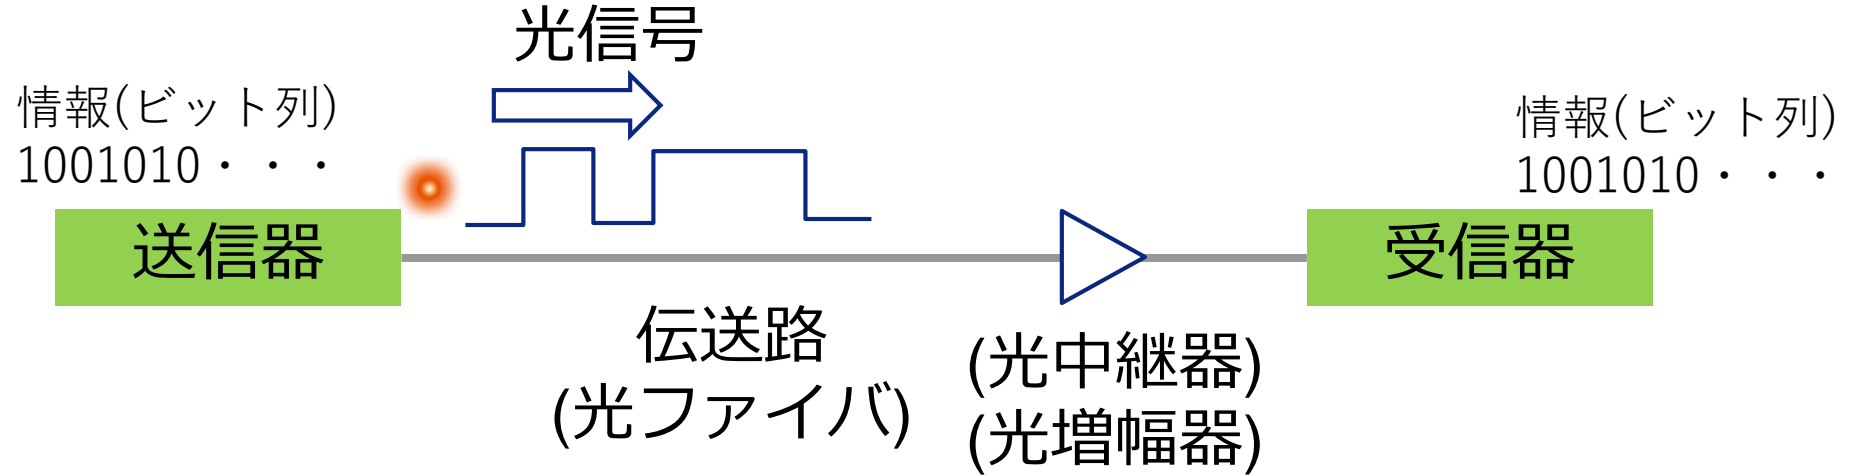 光信号
情報(ビット列)
1001010・・・
情報(ビット列)
1001010・・・
送信器
受信器
伝送路
(光ファイバ)
(光中継器)
(光増幅器)